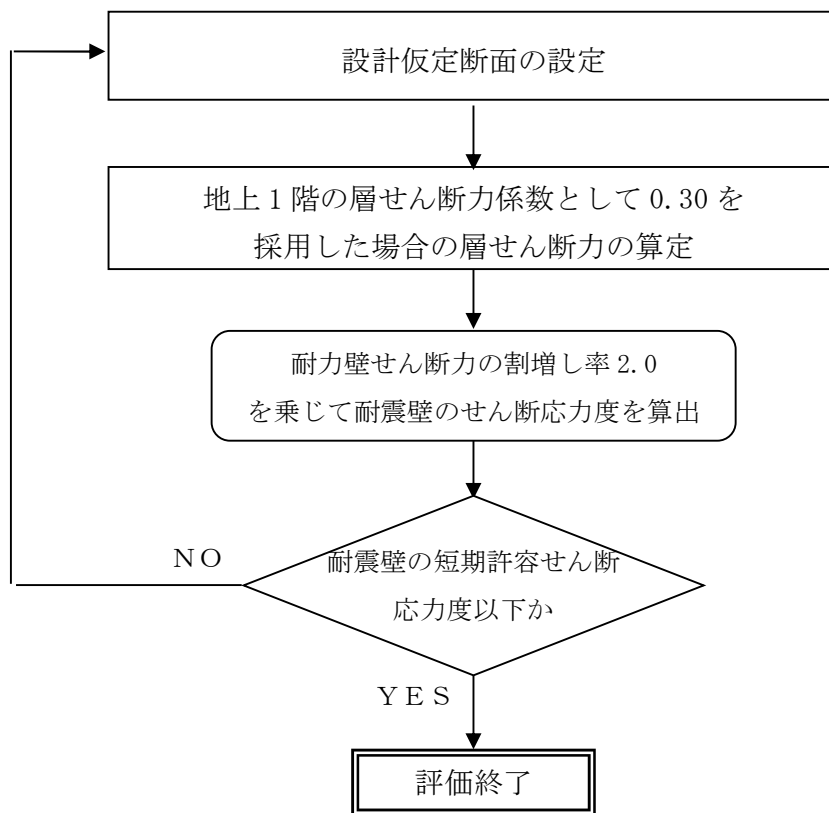 設計仮定断面の設定
地上1階の層せん断力係数として0.30を
採用した場合の層せん断力の算定
耐力壁せん断力の割増し率2.0
を乗じて耐震壁のせん断応力度を算出
耐震壁の短期許容せん断
応力度以下か
ＮＯ
ＹＥＳ
評価終了